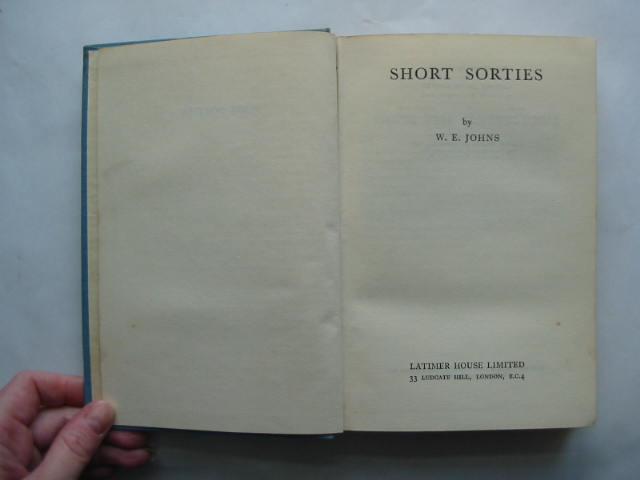 SHORT SORTIES
by
W. E. JOHNS
LATIMER HOUSE LIMITED
33 LUDGATE HILL, LONDON, E.C.4